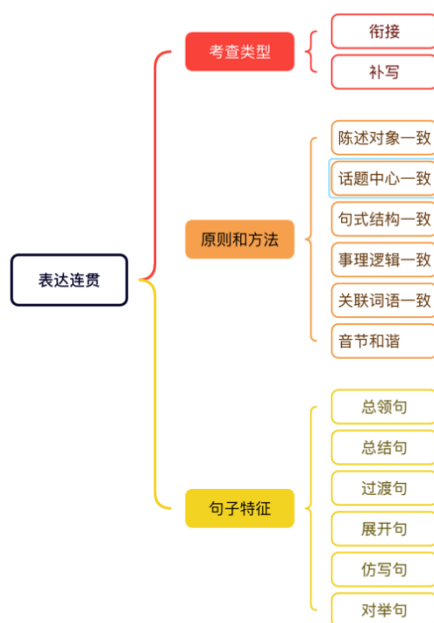 表达连贯
考查类型
衔接
补写
原则和方法
陈述对象一致
话题中心一致
句式结构一致
事理逻辑一致
关联词语一致
音节和谐
句子特征
总领句
总结句
过渡句
展开句
仿写句
对举句